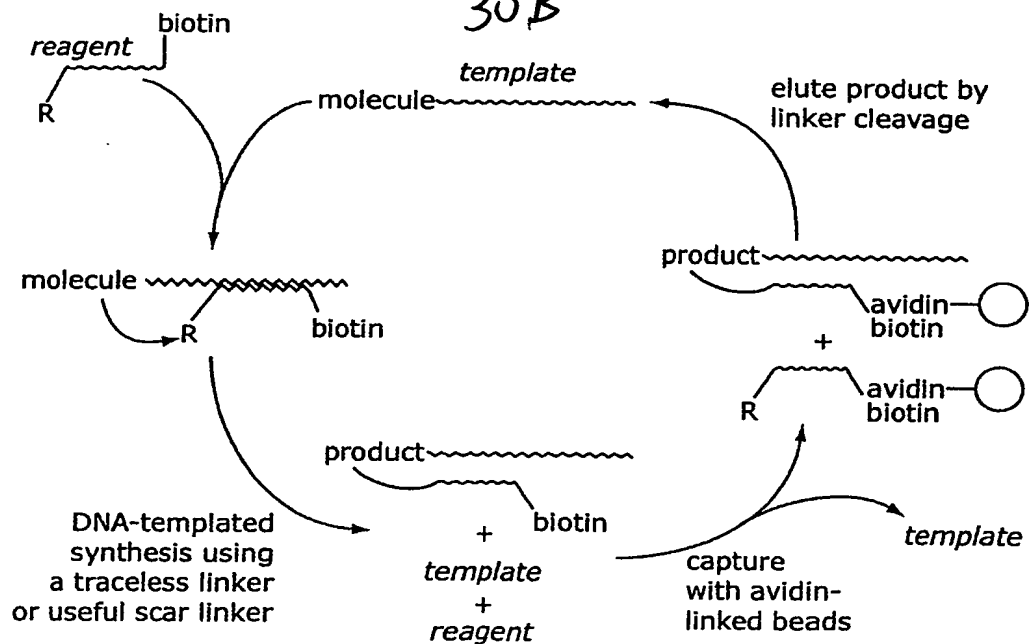 30B
biotin
reagent
R
template
molecule
elute product by
linker cleavage
molecule
R
biotin
product
avidin
biotin
+
R
avidin
biotin
product
biotin
+
template
+
reagent
DNA-templated
synthesis using
a traceless linker
or useful scar linker
capture
with avidin-
linked beads
template